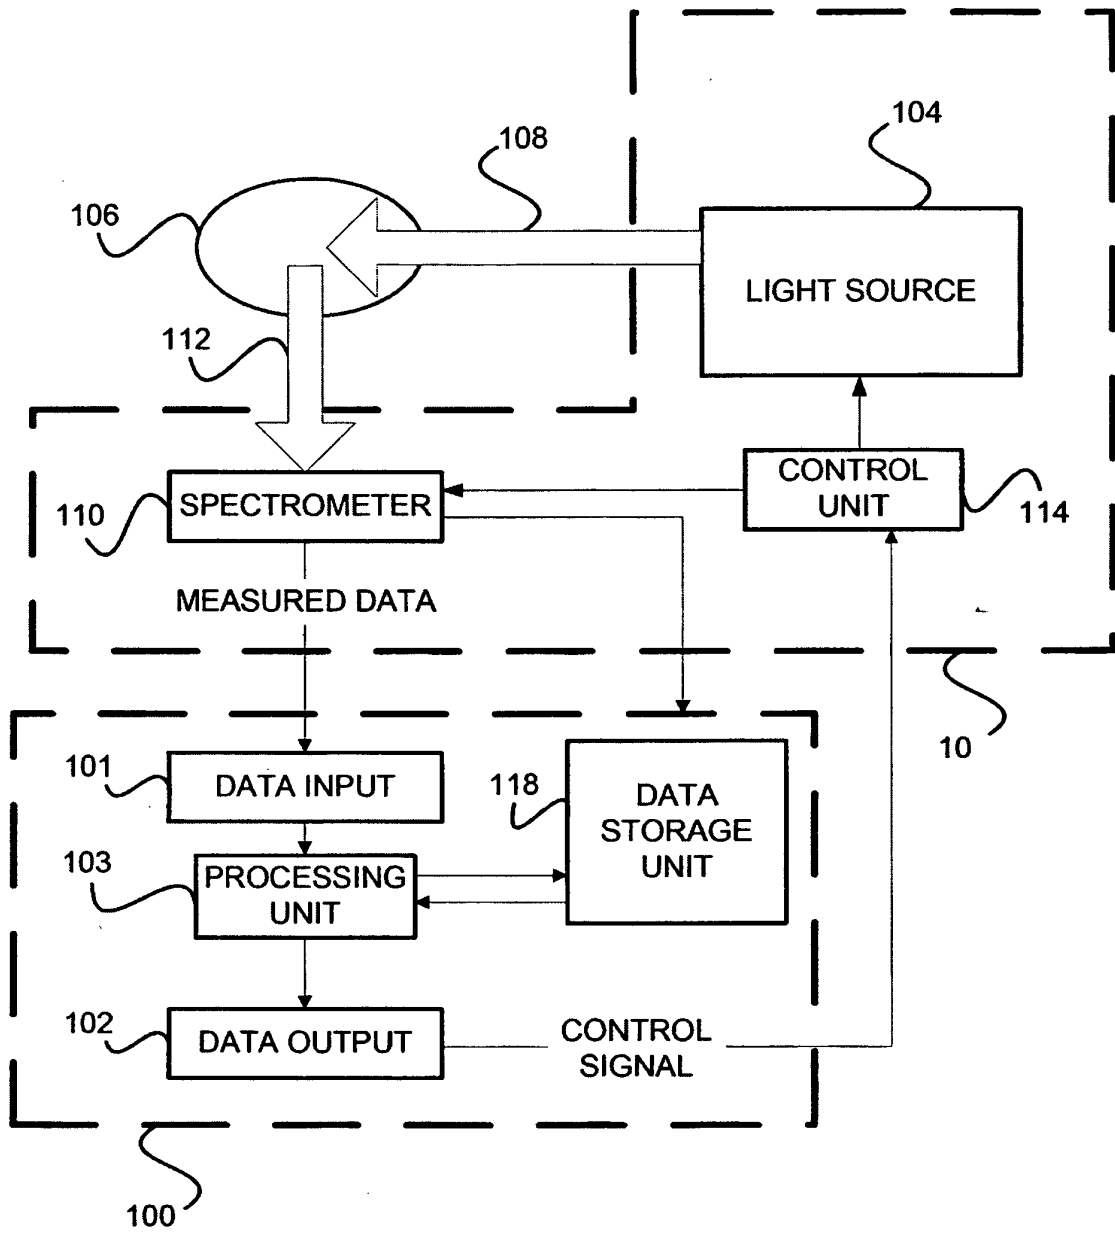 104
108
106
LIGHT SOURCE
112
CONTROL
UNIT
SPECTROMETER
110
114
MEASURED DATA
10
101
DATA INPUT
118
DATA
STORAGE
UNIT
103
PROCESSING
UNIT
102
DATA OUTPUT
CONTROL
SIGNAL
100